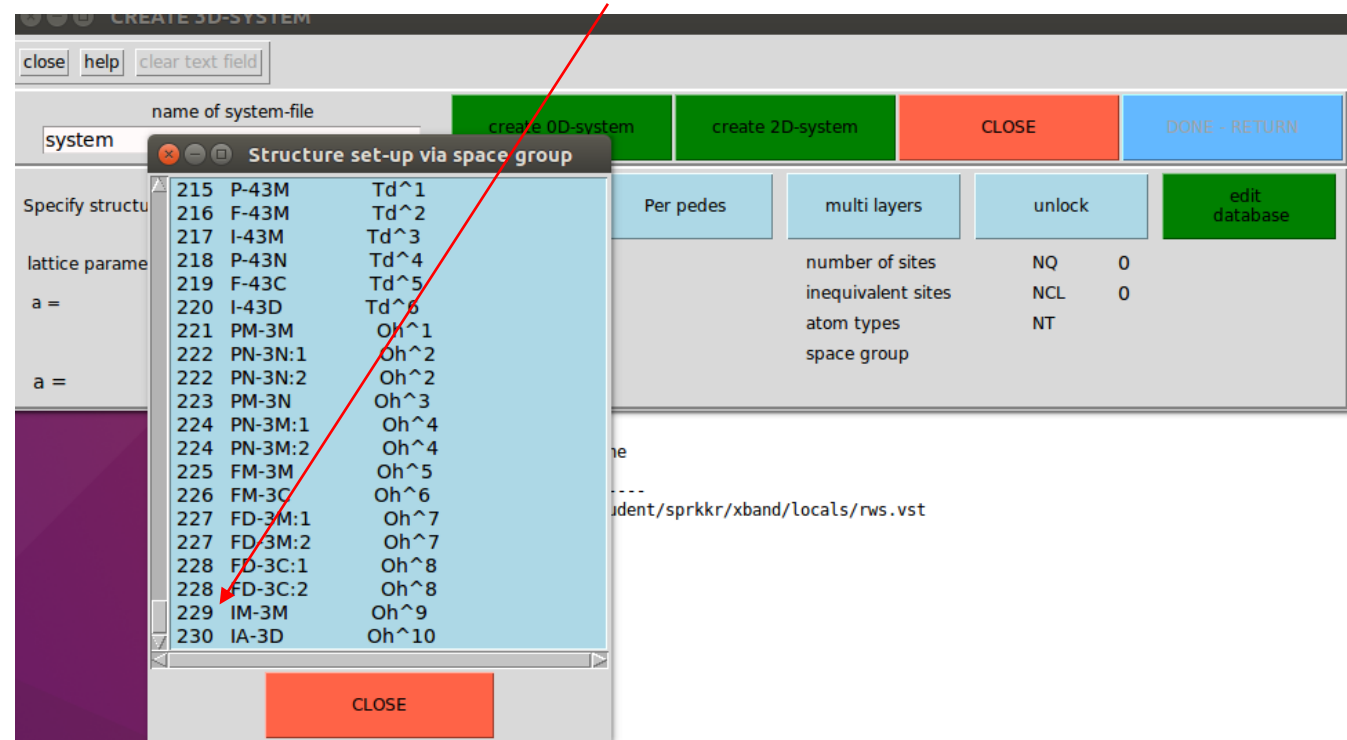 CREATE 3D-SYSTEM
close help clear text field
name of system-file
system
create 0D-system
create 2D-system
CLOSE
DONE - RETURN
Structure set-up via space group
Specify structu
Per pedes
multi layers
unlock
edit
database
lattice parame
a =
a =
number of sites NQ 0
inequivalent sites NCL 0
atom types NT
space group
215 P-43M Td^1
216 F-43M Td^2
217 I-43M Td^3
218 P-43N Td^4
219 F-43C Td^5
220 I-43D Td^6
221 PM-3M Oh^1
222 PN-3N:1 Oh^2
222 PN-3N:2 Oh^2
223 PM-3N Oh^3
224 PN-3M:1 Oh^4
224 PN-3M:2 Oh^4
225 FM-3M Oh^5
226 FM-3C Oh^6
227 FD-3M:1 Oh^7
227 FD-3M:2 Oh^7
228 FD-3C:1 Oh^8
228 FD-3C:2 Oh^8
229 IM-3M Oh^9
230 IA-3D Oh^10
CLOSE
ne
----
udent/sprkkr/xband/locals/rws.vst